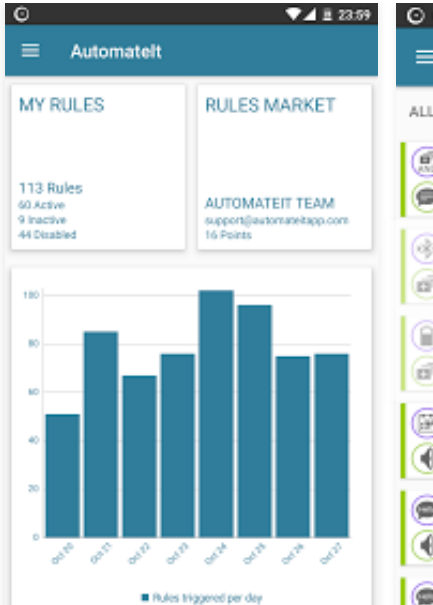 23:59
AutomateIt
MY RULES
113 Rules
60 Active
9 Inactive
44 Disabled
RULES MARKET
AUTOMATEIT TEAM
support@automateitapp.com
16 Points
100
80
60
40
20
0
Oct 20
Oct 21
Oct 22
Oct 23
Oct 24
Oct 25
Oct 26
Oct 27
Rules triggered per day
ALL